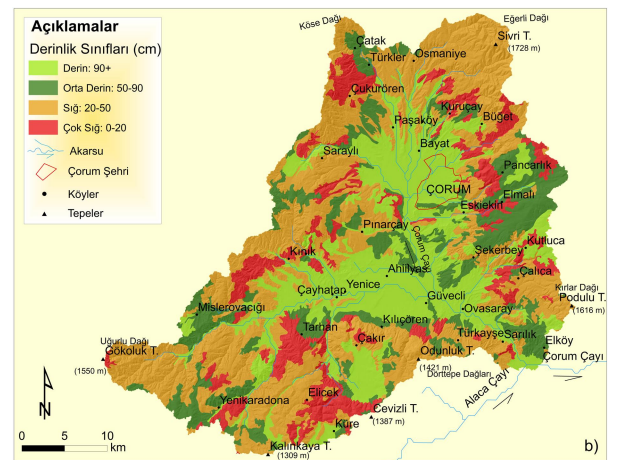 Açıklamalar
Derinlik Sınıfları (cm)
Derin: 90+
Orta Derin: 50-90
Sığ: 20-50
Çok Sığ: 0-20
Akarsu
Çorum Şehri
Köyler
Tepeler
Köse Dağı
Eğerli Dağı
Sivri T.
(1728 m)
Çatak
Osmaniye
Türkler
Çukurören
Kuruçay
Paşaköy
Büğet
Bayat
Saraylı
Pancarlık
ÇORUM
Elmalı
Eskiekin
Pınarçay
Çorum Çayı
Kutluca
Kınık
Şekerbey
Ahilyas
Çalıca
Yenice
Çayhatap
Kırlar Dağı
Podulu T.
(1616 m)
Güvecli
Ovasaray
Mislerovacığı
Kılıçören
Tarhan
Türkayşe
Sarılık
Elköy
Uğurlu Dağı
Çakır
Gökoluk T.
(1550 m)
Odunluk T.
(1421 m)
Çorum Çayı
Dörttepe Dağları
Alaca Çayı
Elicek
Yenikaradona
Cevizli T.
(1387 m)
Küre
Kalınkaya T.
(1309 m)
N
0 5 10
km
b)